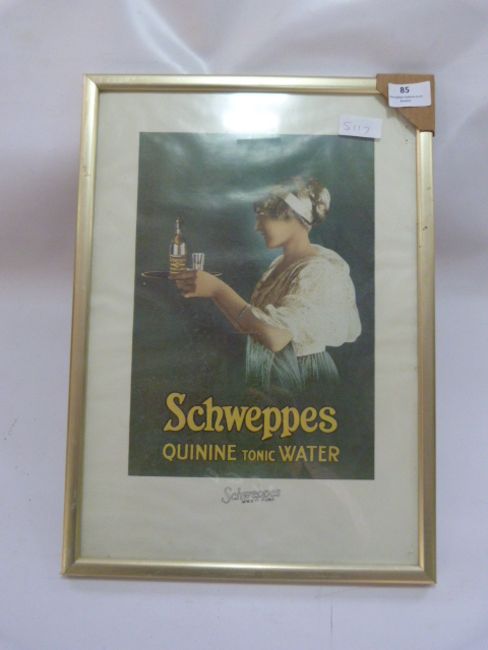 85
S117
Schweppes
QUININE TONIC WATER
Schweppes